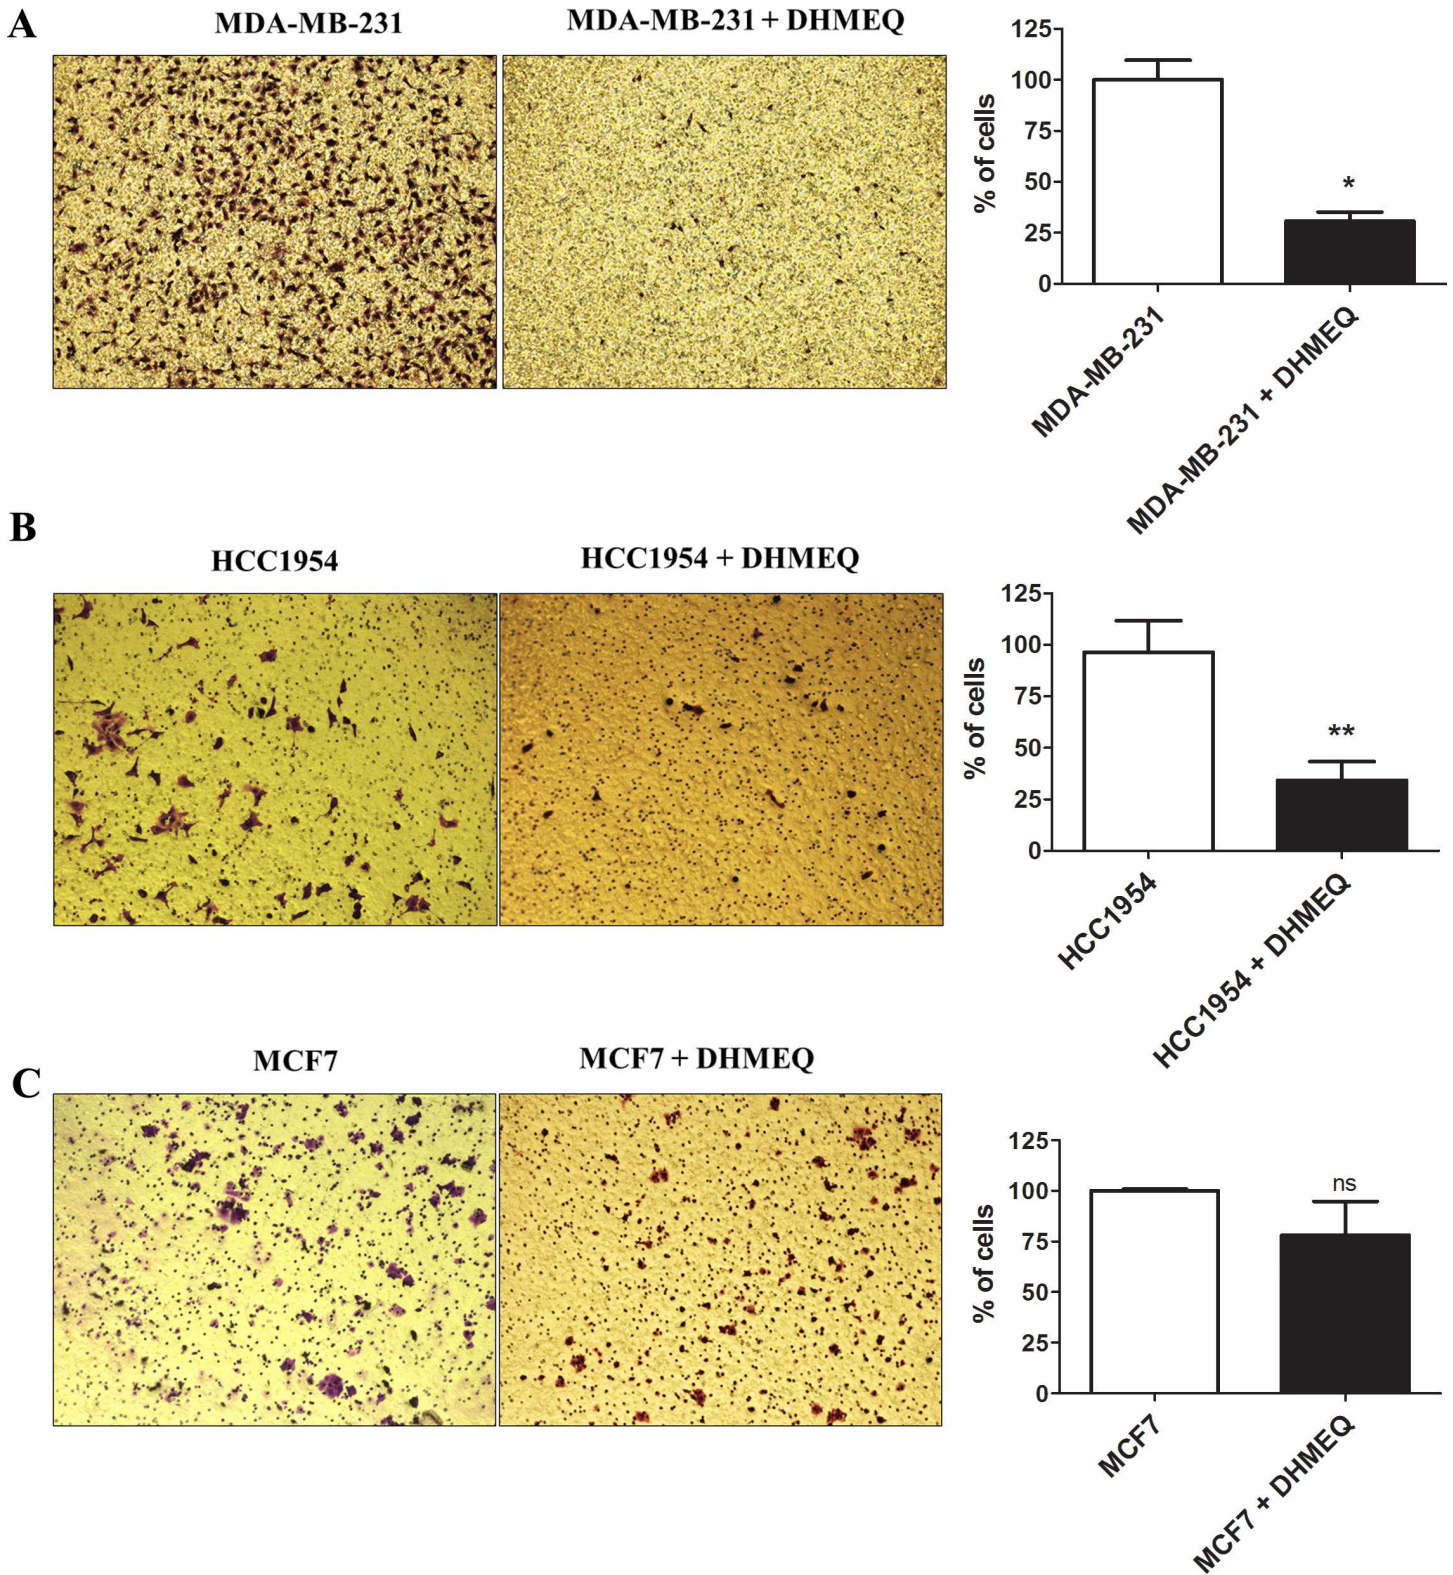 A
MDA-MB-231
MDA-MB-231 + DHMEQ
125
100
75
50
25
0
% of cells
*
MDA-MB-231
MDA-MB-231 + DHMEQ
B
HCC1954
HCC1954 + DHMEQ
125
100
75
50
25
0
% of cells
**
HCC1954
HCC1954 + DHMEQ
C
MCF7
MCF7 + DHMEQ
125
100
75
50
25
0
% of cells
ns
MCF7
MCF7 + DHMEQ